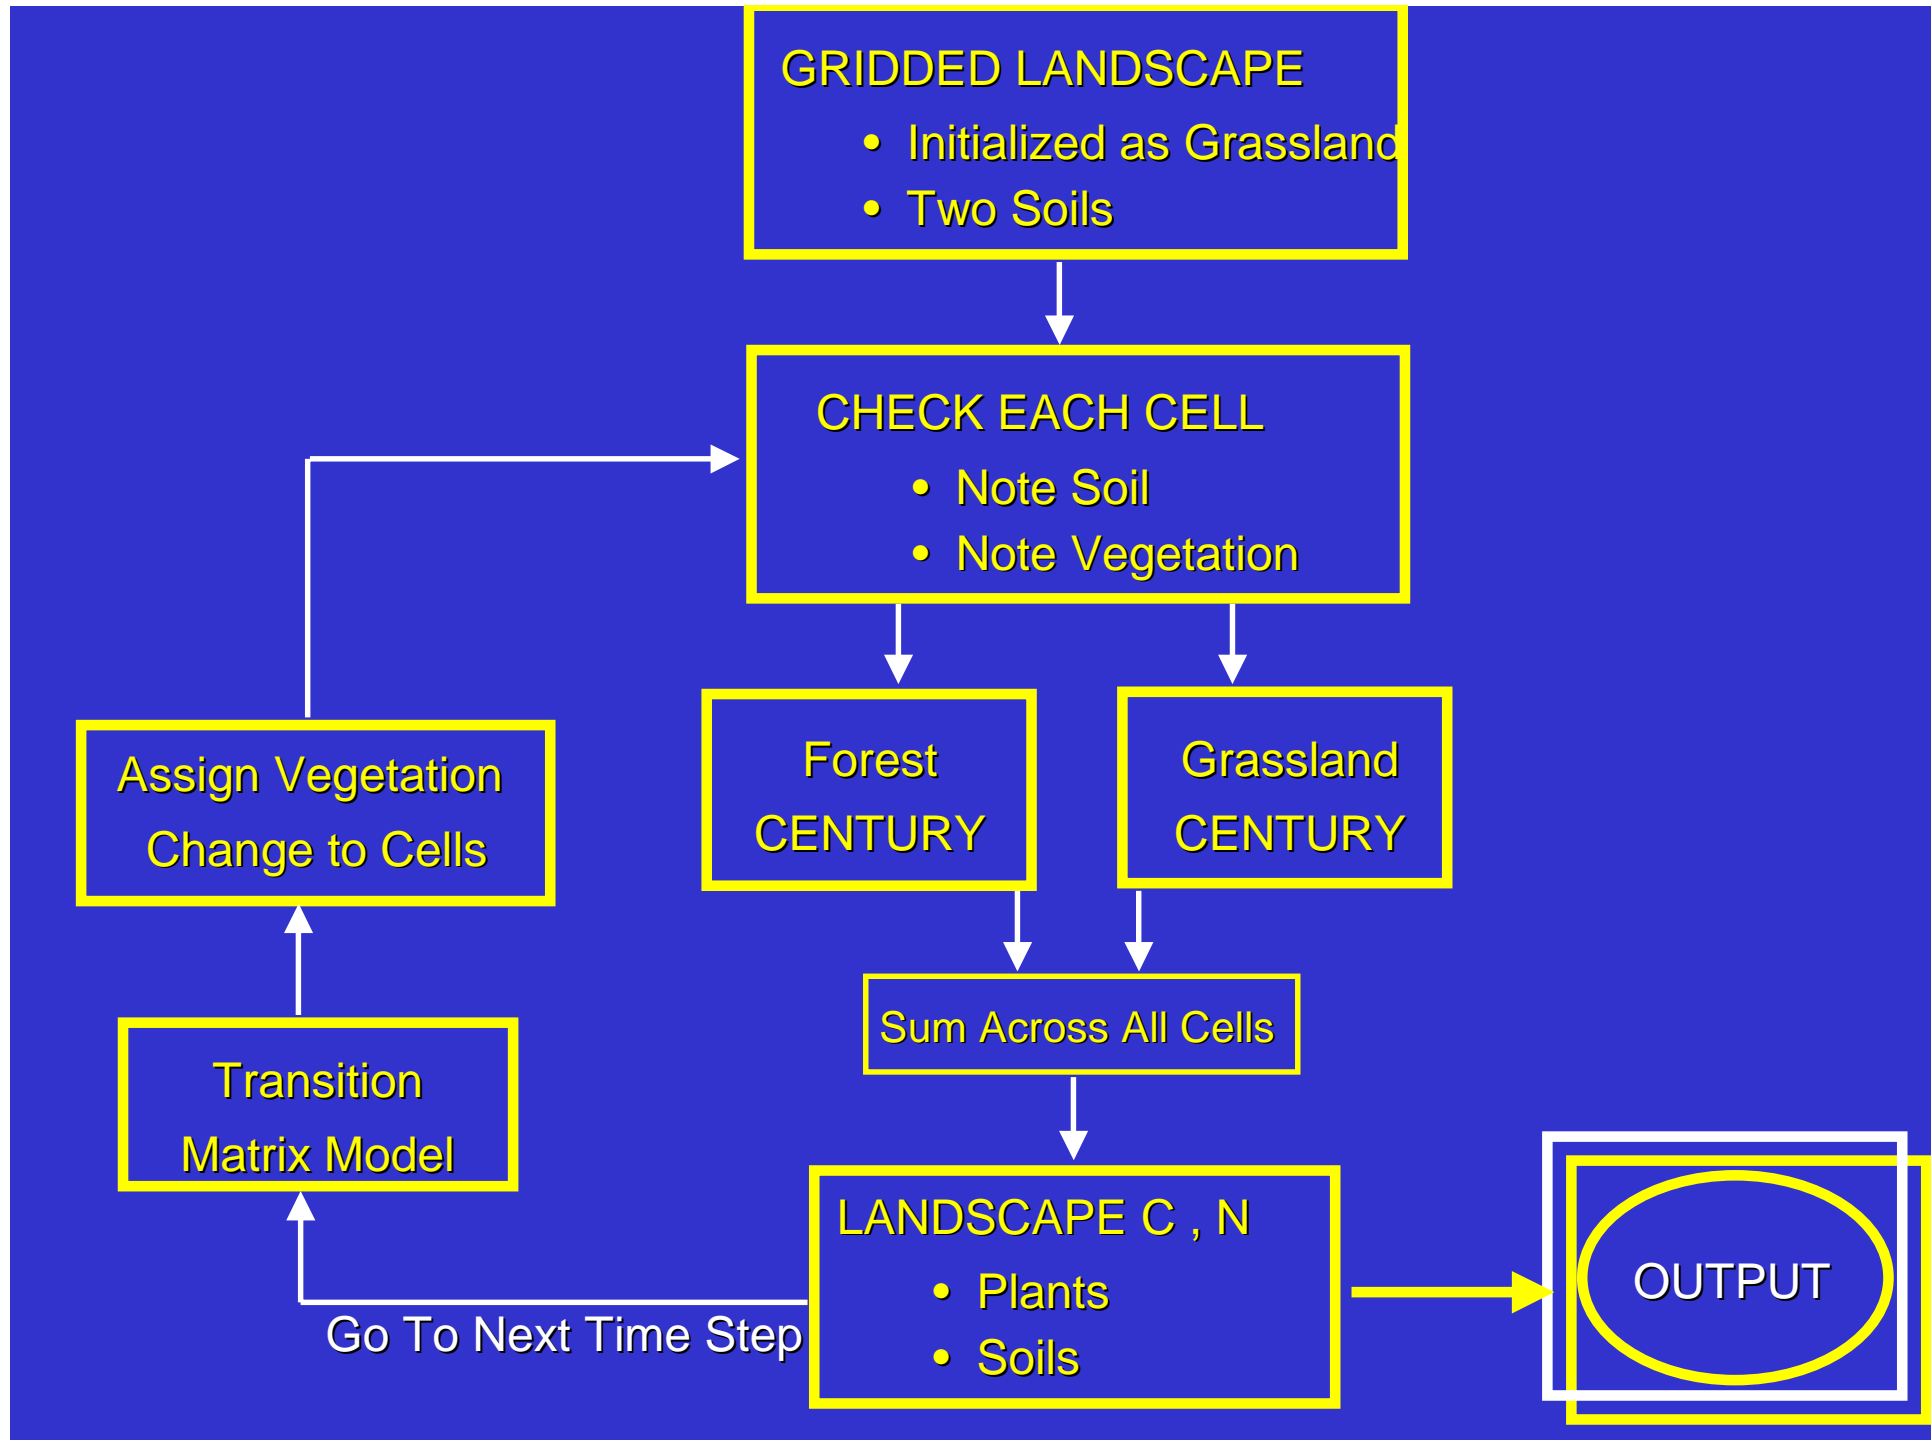 GRIDDED LANDSCAPE
• Initialized as Grassland
• Two Soils
CHECK EACH CELL
• Note Soil
• Note Vegetation
Forest
CENTURY
Grassland
CENTURY
Assign Vegetation
Change to Cells
Sum Across All Cells
Transition
Matrix Model
LANDSCAPE C , N
• Plants
• Soils
Go To Next Time Step
OUTPUT